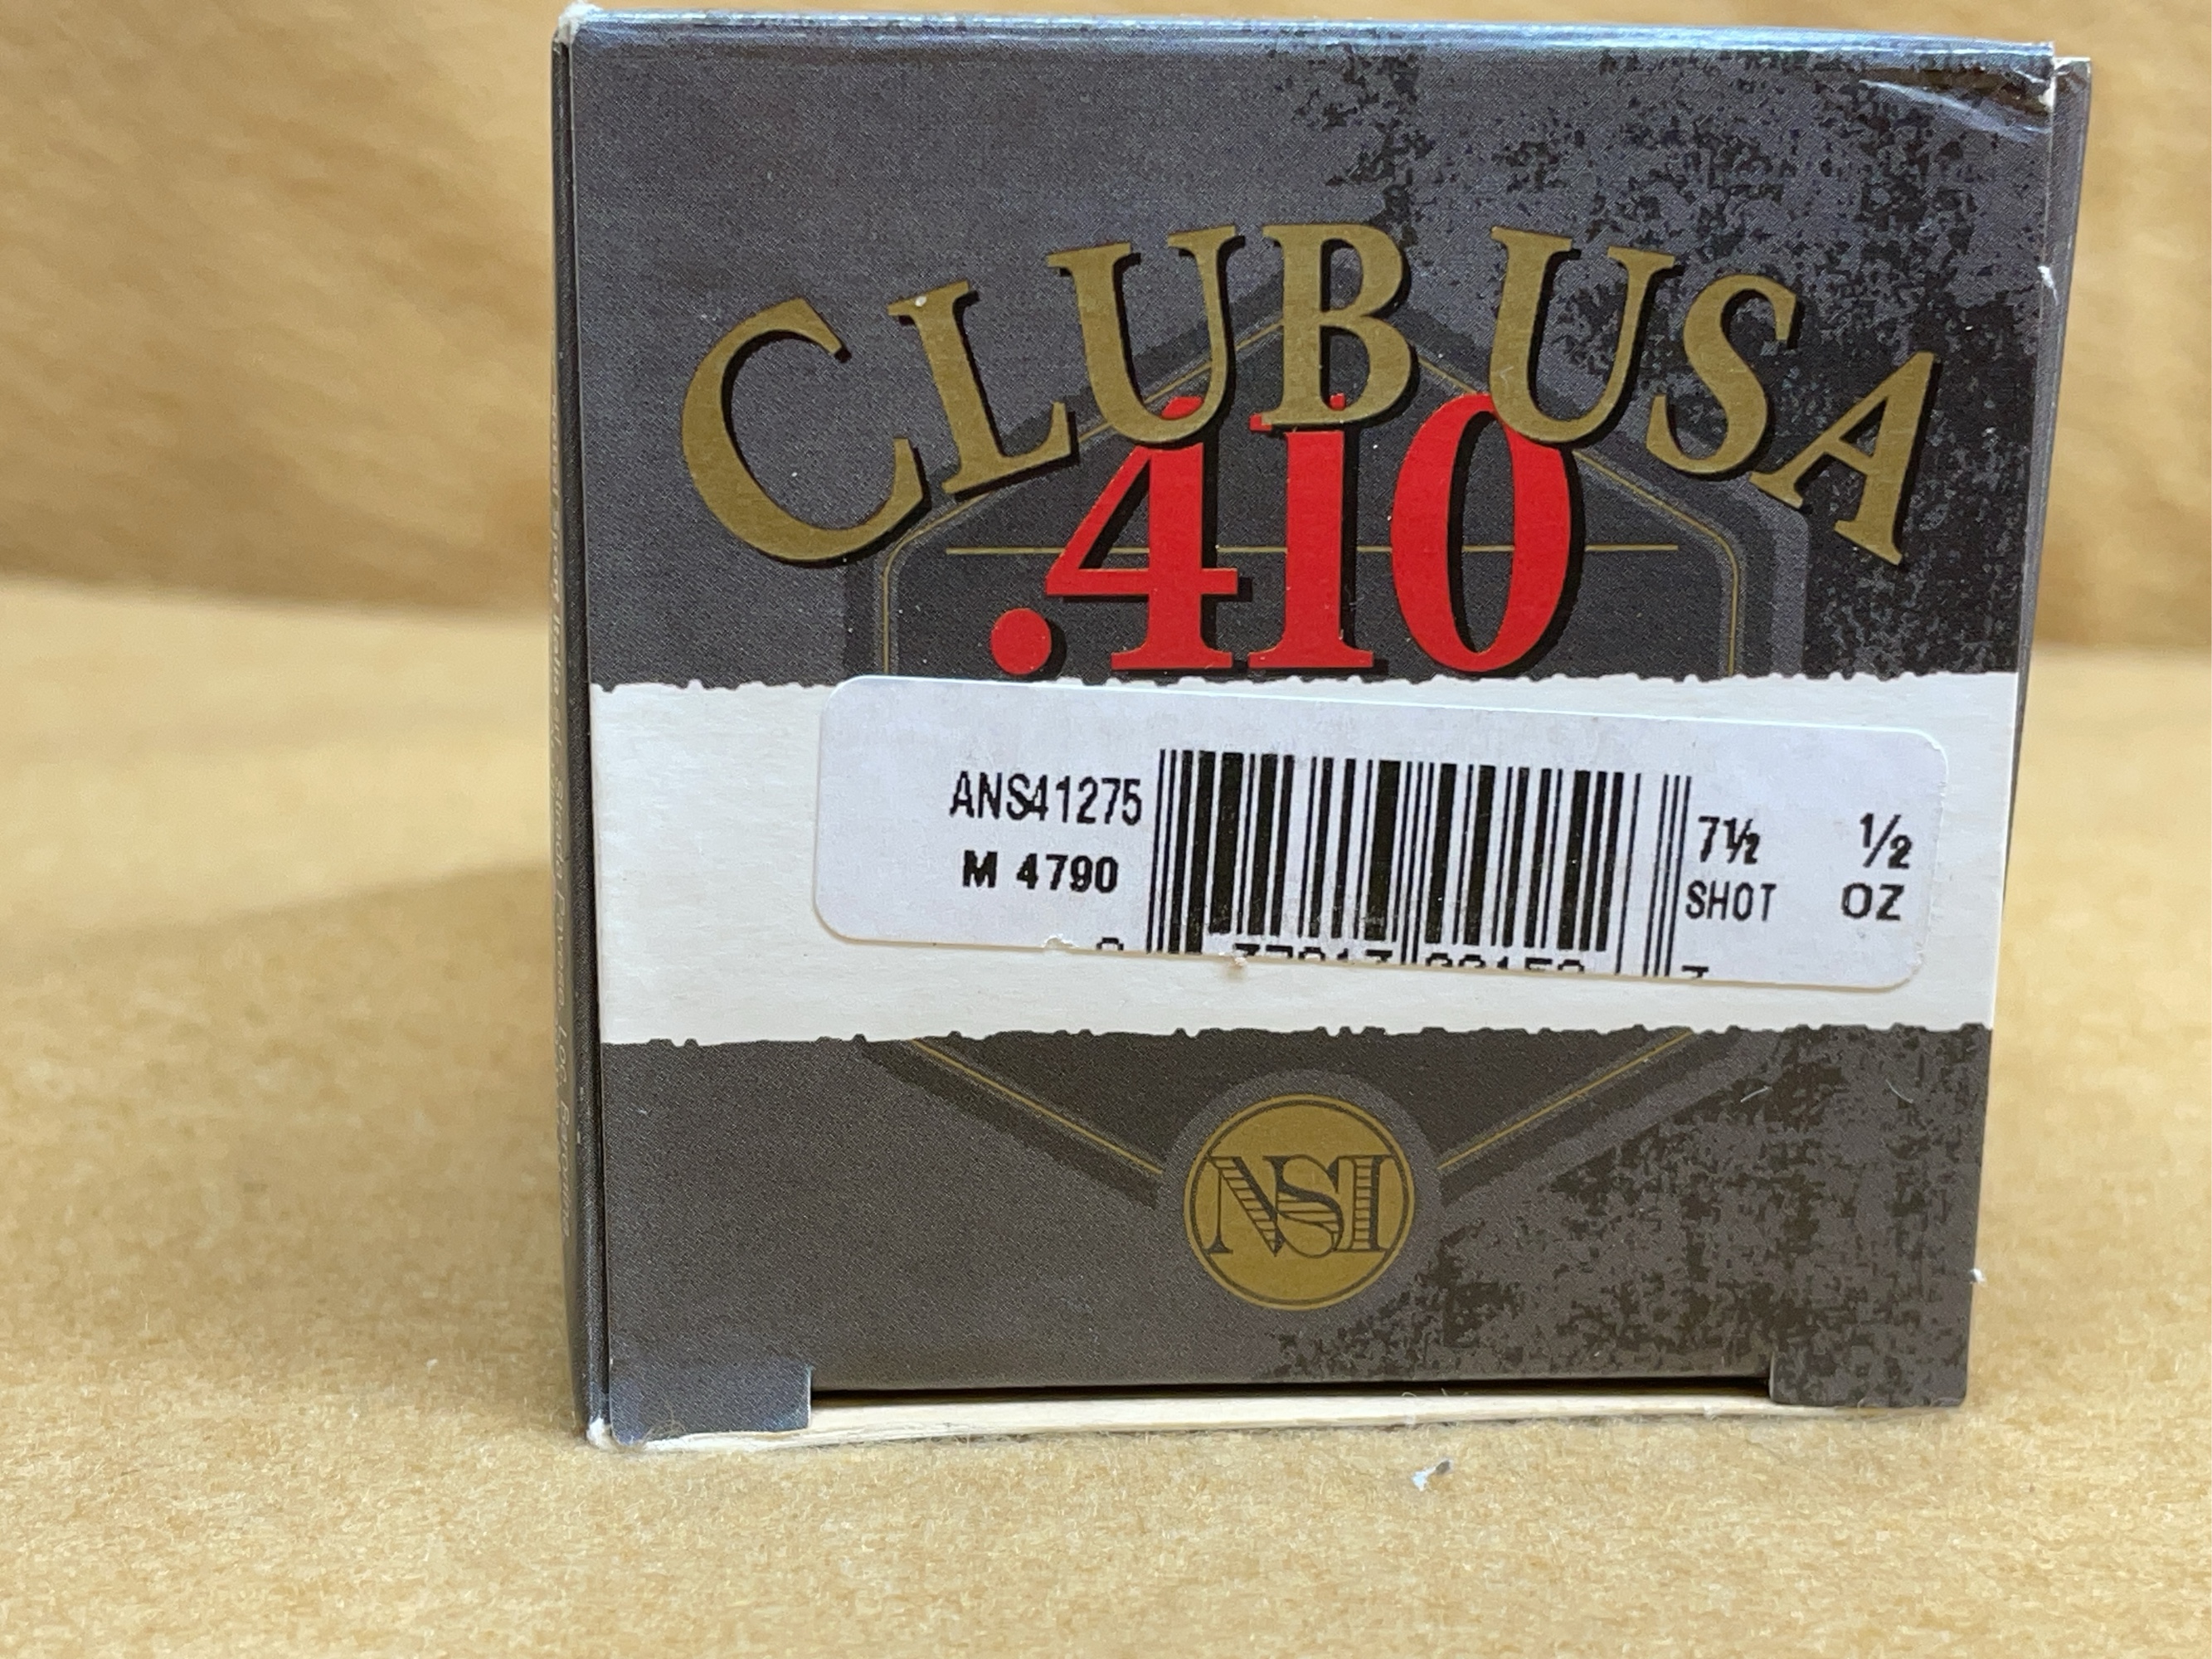 CLUB USA
.410
ANS41275
M 4790
7½ ½
SHOT OZ
NSI